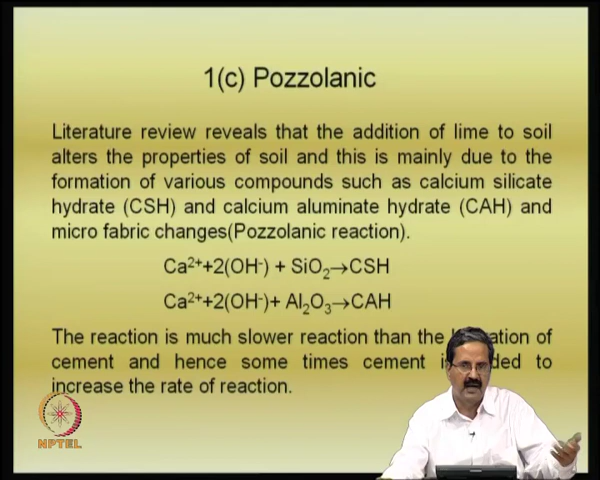 1(c) Pozzolanic
Literature review reveals that the addition of lime to soil
alters the properties of soil and this is mainly due to the
formation of various compounds such as calcium silicate
hydrate (CSH) and calcium aluminate hydrate (CAH) and
micro fabric changes(Pozzolanic reaction).
Ca²⁺+2(OH⁻) + SiO₂→CSH
Ca²⁺+2(OH⁻)+ Al₂O₃→CAH
The reaction is much slower reaction than the of
cement and hence some times cement to
increase the rate of reaction.
NPTEL